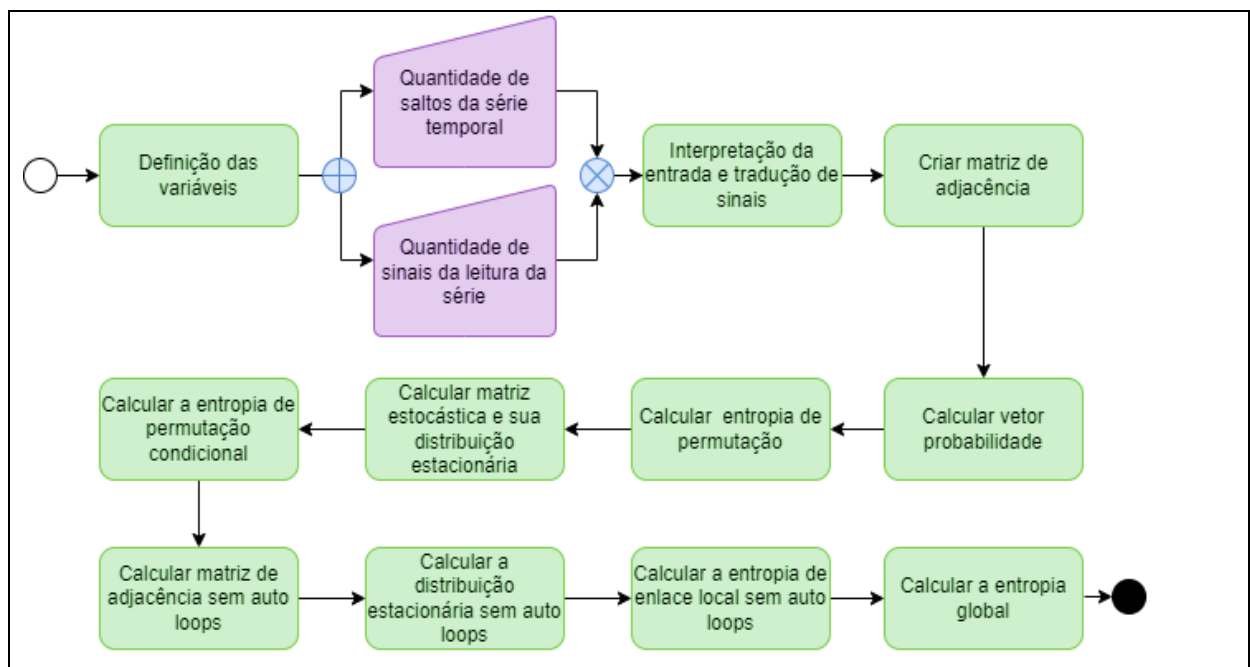 Quantidade de
saltos da série
temporal
Definição das
variáveis
Interpretação da
entrada e tradução de
sinais
Criar matriz de
adjacência
Quantidade de
sinais da leitura da
série
Calcular a entropia de
permutação
condicional
Calcular matriz
estocástica e sua
distribuição
estacionária
Calcular entropia de
permutação
Calcular vetor
probabilidade
Calcular matriz de
adjacência sem auto
loops
Calcular a
distribuição
estacionária sem auto
loops
Calcular a entropia de
enlace local sem auto
loops
Calcular a entropia
global